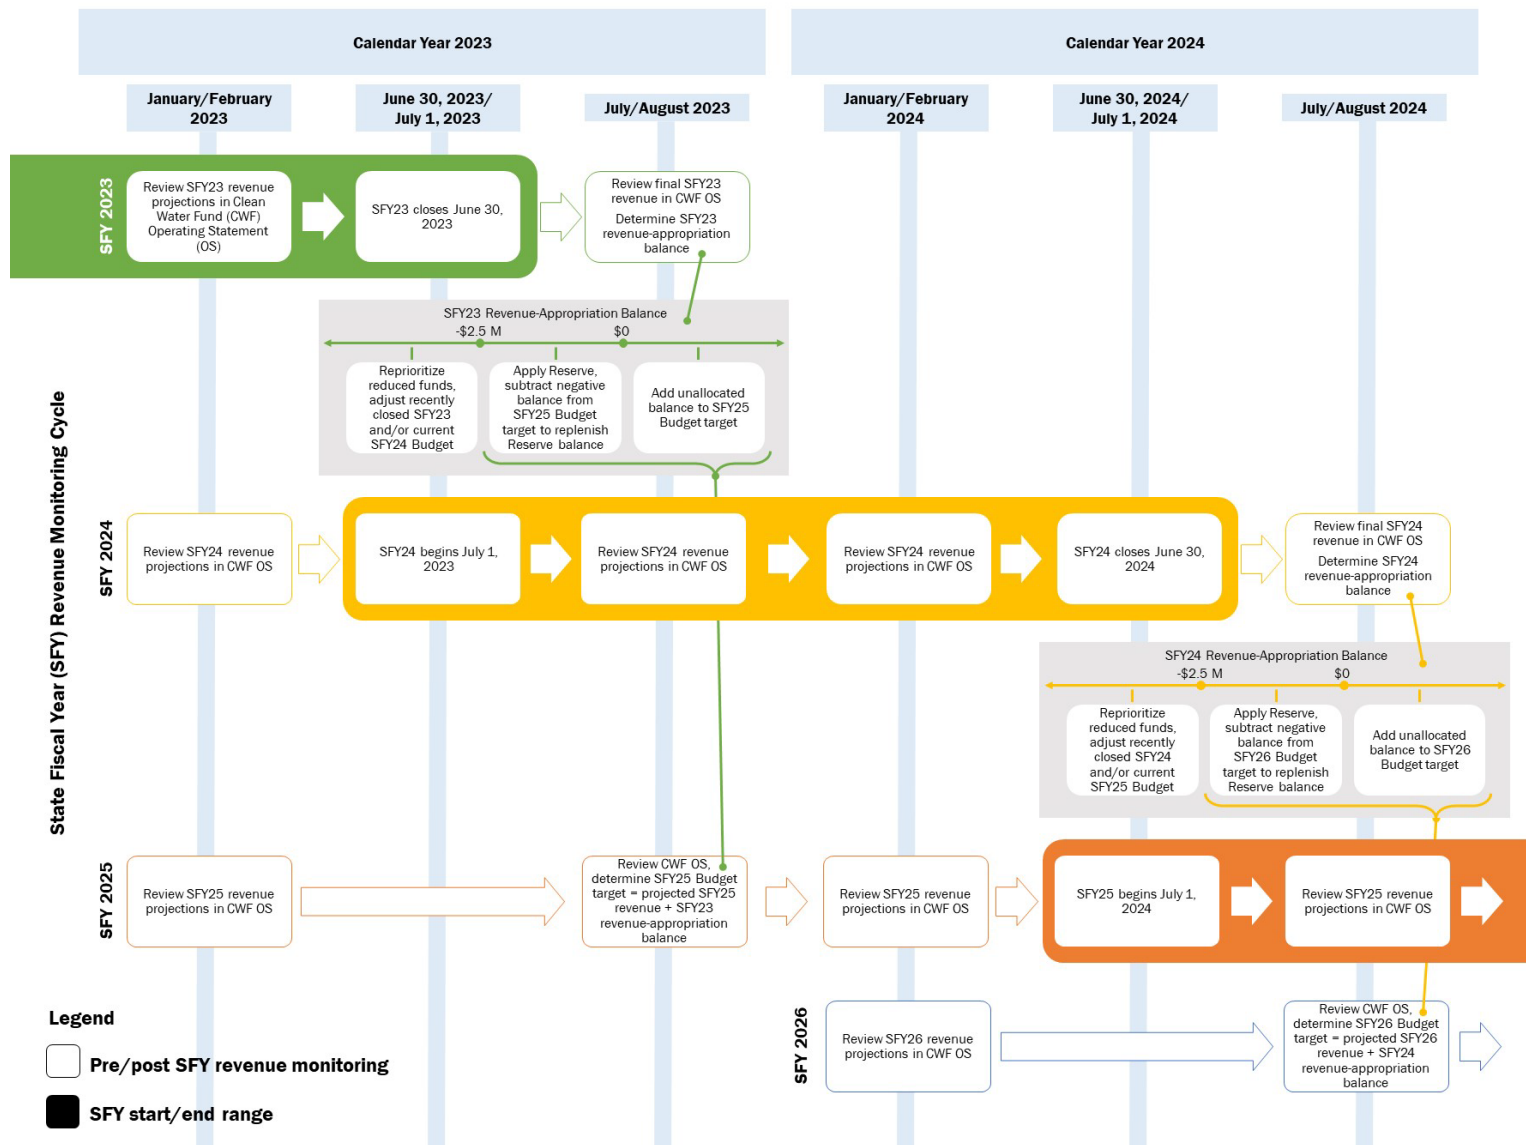 Calendar Year 2023
Calendar Year 2024
January/February
2023
June 30, 2023/
July 1, 2023
July/August 2023
January/February
2024
June 30, 2024/
July 1, 2024
July/August 2024
State Fiscal Year (SFY) Revenue Monitoring Cycle
SFY 2023
Review SFY23 revenue
projections in Clean
Water Fund (CWF)
Operating Statement
(OS)
SFY23 closes June 30,
2023
Review final SFY23
revenue in CWF OS
Determine SFY23
revenue-appropriation
balance
SFY23 Revenue-Appropriation Balance
-$2.5 M
$0
Reprioritize
reduced funds,
adjust recently
closed SFY23
and/or current
SFY24 Budget
Apply Reserve,
subtract negative
balance from
SFY25 Budget
target to replenish
Reserve balance
Add unallocated
balance to SFY25
Budget target
SFY 2024
Review SFY24 revenue
projections in CWF OS
SFY24 begins July 1,
2023
Review SFY24 revenue
projections in CWF OS
Review SFY24 revenue
projections in CWF OS
SFY24 closes June 30,
2024
Review final SFY24
revenue in CWF OS
Determine SFY24
revenue-appropriation
balance
SFY24 Revenue-Appropriation Balance
-$2.5 M
$0
Reprioritize
reduced funds,
adjust recently
closed SFY24
and/or current
SFY25 Budget
Apply Reserve,
subtract negative
balance from
SFY26 Budget
target to replenish
Reserve balance
Add unallocated
balance to SFY26
Budget target
SFY 2025
Review SFY25 revenue
projections in CWF OS
Review CWF OS,
determine SFY25 Budget
target = projected SFY25
revenue + SFY23
revenue-appropriation
balance
Review SFY25 revenue
projections in CWF OS
SFY25 begins July 1,
2024
Review SFY25 revenue
projections in CWF OS
SFY 2026
Review SFY26 revenue
projections in CWF OS
Review CWF OS,
determine SFY26 Budget
target = projected SFY26
revenue + SFY24
revenue-appropriation
balance
Legend
Pre/post SFY revenue monitoring
SFY start/end range